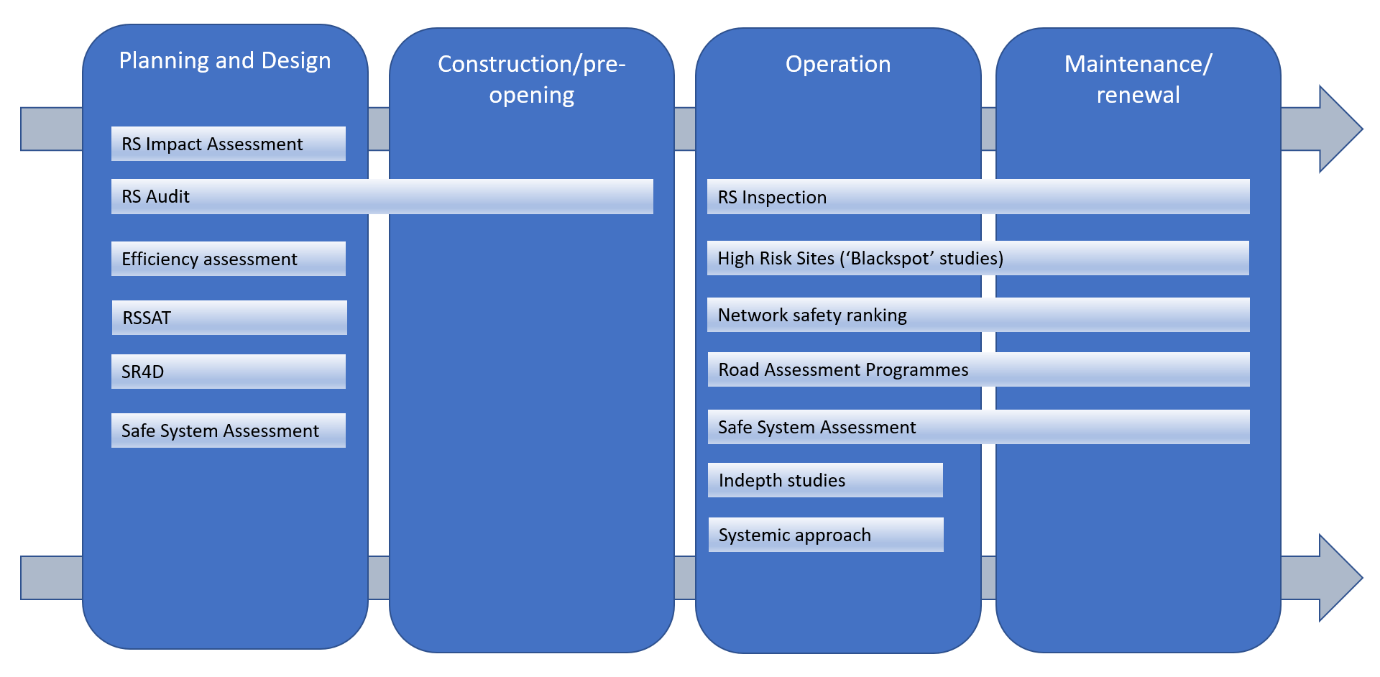 Planning and Design
Construction/pre-
opening
Operation
Maintenance/
renewal
RS Impact Assessment
RS Audit
RS Inspection
Efficiency assessment
High Risk Sites (‘Blackspot’ studies)
RSSAT
Network safety ranking
SR4D
Road Assessment Programmes
Safe System Assessment
Safe System Assessment
Indepth studies
Systemic approach